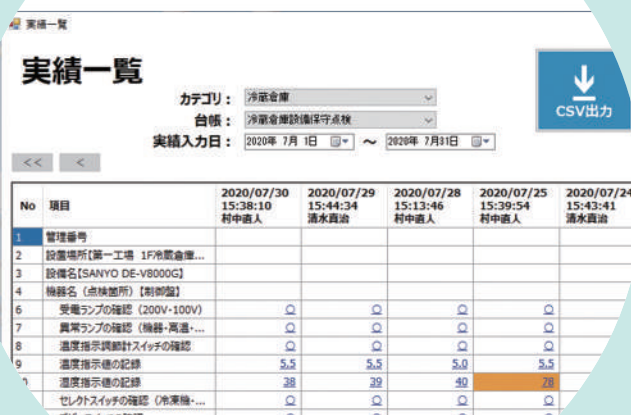 実績一覧
実績一覧
カテゴリ： 冷蔵倉庫
台帳： 冷蔵倉庫設備保守点検
実績入力日： 2020年 7月 1日 ～ 2020年 7月31日
CSV出力
<< <
No 項目 2020/07/30 15:38:10 村中直人 2020/07/29 15:44:34 清水真治 2020/07/28 15:13:46 村中直人 2020/07/25 15:39:54 村中直人 2020/07/24 15:43:41 清水真治
1 管理番号
2 設置場所【第一工場 1F冷蔵倉庫...
3 設備名【SANYO DE-V8000G】
4 機器名（点検箇所）【制御盤】
6 受電ランプの確認（200V・100V） ○ ○ ○ ○
7 異常ランプの確認（機器・高温・... ○ ○ ○ ○
8 温度指示調節計スイッチの確認 ○ ○ ○ ○
9 温度指示値の記録 5.5 5.5 5.0 5.5
湿度指示値の記録 38 39 40 78
セレクトスイッチの確認（冷凍機・... ○ ○ ○ ○